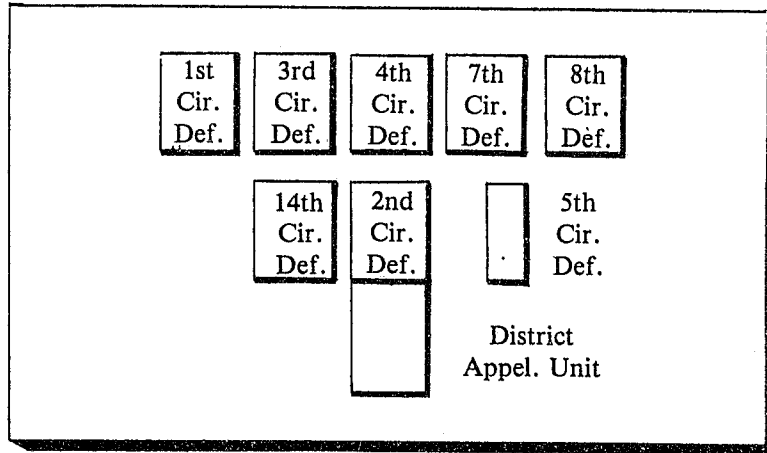 1st
Cir.
Def.
3rd
Cir.
Def.
4th
Cir.
Def.
7th
Cir.
Def.
8th
Cir.
Def.
14th
Cir.
Def.
2nd
Cir.
Def.
5th
Cir.
Def.
District
Appel. Unit